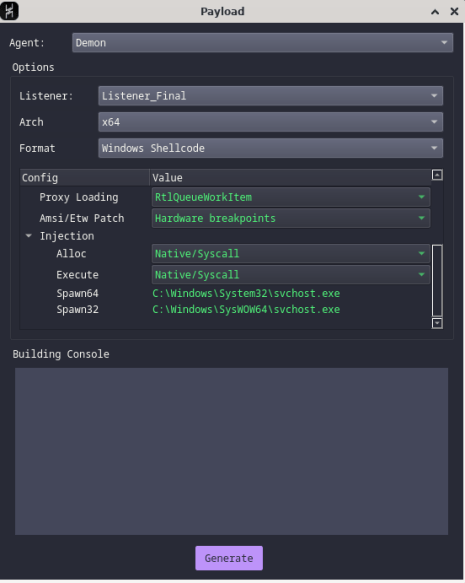 Payload
Agent: Demon
Options
Listener: Listener_Final
Arch x64
Format Windows Shellcode
Config Value
Proxy Loading RtlQueueWorkItem
Amsi/Etw Patch Hardware breakpoints
Injection
Alloc Native/Syscall
Execute Native/Syscall
Spawn64 C:\Windows\System32\svchost.exe
Spawn32 C:\Windows\SysWOW64\svchost.exe
Building Console
Generate